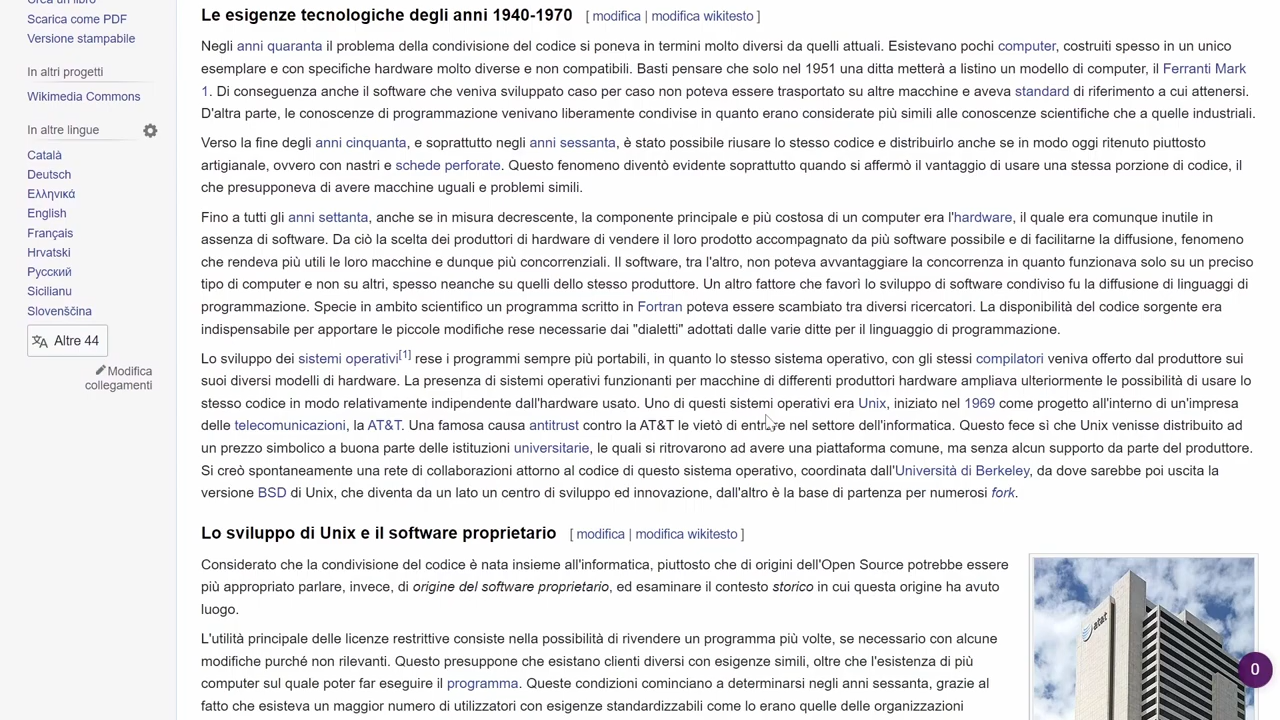 Crea un libro
Scarica come PDF
Versione stampabile
In altri progetti
Wikimedia Commons
In altre lingue
Català
Deutsch
Ελληνικά
English
Français
Hrvatski
Русский
Sicilianu
Slovenščina
Altre 44
Modifica
collegamenti
Le esigenze tecnologiche degli anni 1940-1970 [ modifica | modifica wikitesto ]
Negli anni quaranta il problema della condivisione del codice si poneva in termini molto diversi da quelli attuali. Esistevano pochi computer, costruiti spesso in un unico
esemplare e con specifiche hardware molto diverse e non compatibili. Basti pensare che solo nel 1951 una ditta metterà a listino un modello di computer, il Ferranti Mark
1. Di conseguenza anche il software che veniva sviluppato caso per caso non poteva essere trasportato su altre macchine e aveva standard di riferimento a cui attenersi.
D'altra parte, le conoscenze di programmazione venivano liberamente condivise in quanto erano considerate più simili alle conoscenze scientifiche che a quelle industriali.
Verso la fine degli anni cinquanta, e soprattutto negli anni sessanta, è stato possibile riusare lo stesso codice e distribuirlo anche se in modo oggi ritenuto piuttosto
artigianale, ovvero con nastri e schede perforate. Questo fenomeno diventò evidente soprattutto quando si affermò il vantaggio di usare una stessa porzione di codice, il
che presupponeva di avere macchine uguali e problemi simili.
Fino a tutti gli anni settanta, anche se in misura decrescente, la componente principale e più costosa di un computer era l'hardware, il quale era comunque inutile in
assenza di software. Da ciò la scelta dei produttori di hardware di vendere il loro prodotto accompagnato da più software possibile e di facilitarne la diffusione, fenomeno
che rendeva più utili le loro macchine e dunque più concorrenziali. Il software, tra l'altro, non poteva avvantaggiare la concorrenza in quanto funzionava solo su un preciso
tipo di computer e non su altri, spesso neanche su quelli dello stesso produttore. Un altro fattore che favorì lo sviluppo di software condiviso fu la diffusione di linguaggi di
programmazione. Specie in ambito scientifico un programma scritto in Fortran poteva essere scambiato tra diversi ricercatori. La disponibilità del codice sorgente era
indispensabile per apportare le piccole modifiche rese necessarie dai "dialetti" adottati dalle varie ditte per il linguaggio di programmazione.
Lo sviluppo dei sistemi operativi[1] rese i programmi sempre più portabili, in quanto lo stesso sistema operativo, con gli stessi compilatori veniva offerto dal produttore sui
suoi diversi modelli di hardware. La presenza di sistemi operativi funzionanti per macchine di differenti produttori hardware ampliava ulteriormente le possibilità di usare lo
stesso codice in modo relativamente indipendente dall'hardware usato. Uno di questi sistemi operativi era Unix, iniziato nel 1969 come progetto all'interno di un'impresa
delle telecomunicazioni, la AT&T. Una famosa causa antitrust contro la AT&T le vietò di entrare nel settore dell'informatica. Questo fece sì che Unix venisse distribuito ad
un prezzo simbolico a buona parte delle istituzioni universitarie, le quali si ritrovarono ad avere una piattaforma comune, ma senza alcun supporto da parte del produttore.
Si creò spontaneamente una rete di collaborazioni attorno al codice di questo sistema operativo, coordinata dall'Università di Berkeley, da dove sarebbe poi uscita la
versione BSD di Unix, che diventa da un lato un centro di sviluppo ed innovazione, dall'altro è la base di partenza per numerosi fork.
Lo sviluppo di Unix e il software proprietario [ modifica | modifica wikitesto ]
Considerato che la condivisione del codice è nata insieme all'informatica, piuttosto che di origini dell'Open Source potrebbe essere
più appropriato parlare, invece, di origine del software proprietario, ed esaminare il contesto storico in cui questa origine ha avuto
luogo.
L'utilità principale delle licenze restrittive consiste nella possibilità di rivendere un programma più volte, se necessario con alcune
modifiche purché non rilevanti. Questo presuppone che esistano clienti diversi con esigenze simili, oltre che l'esistenza di più
computer sul quale poter far eseguire il programma. Queste condizioni cominciano a determinarsi negli anni sessanta, grazie al
fatto che esisteva un maggior numero di utilizzatori con esigenze standardizzabili come lo erano quelle delle organizzazioni
at&t
0